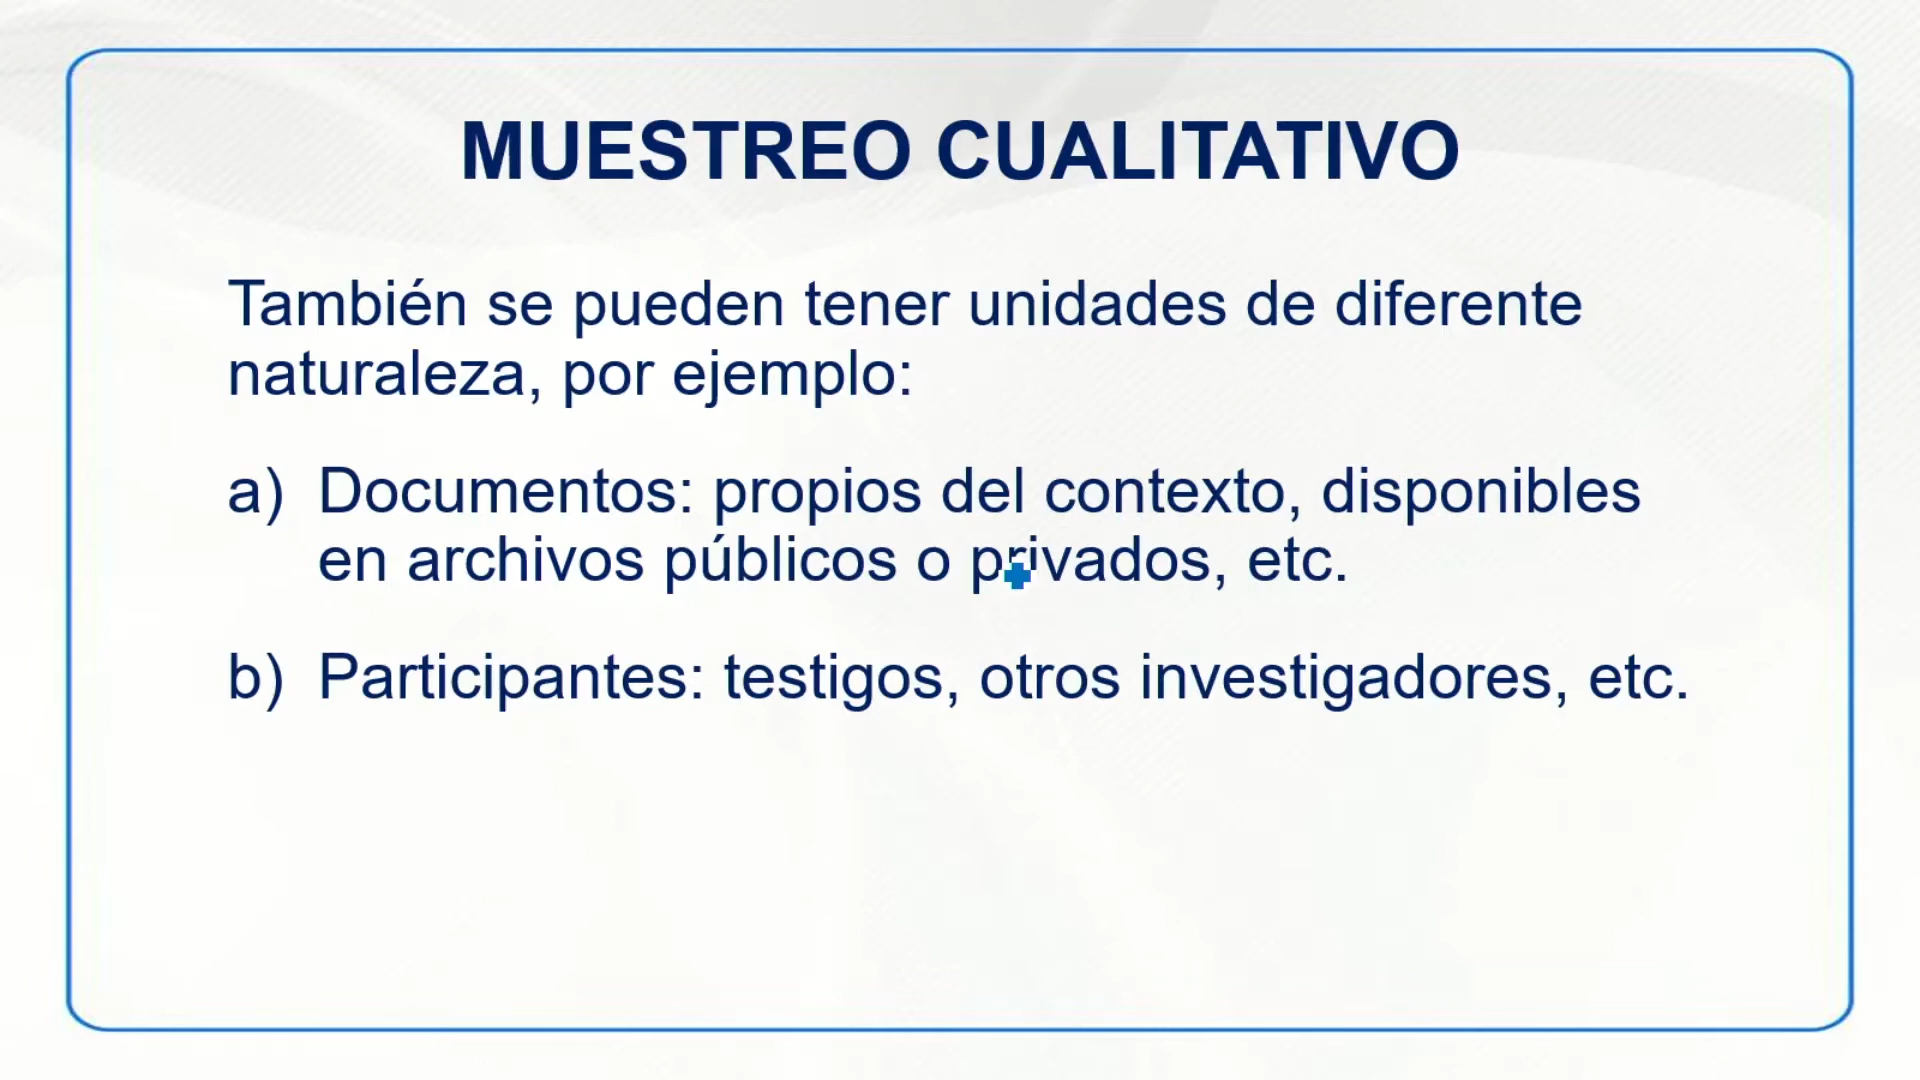 MUESTREO CUALITATIVO
También se pueden tener unidades de diferente
naturaleza, por ejemplo:
a) Documentos: propios del contexto, disponibles
en archivos públicos o privados, etc.
b) Participantes: testigos, otros investigadores, etc.